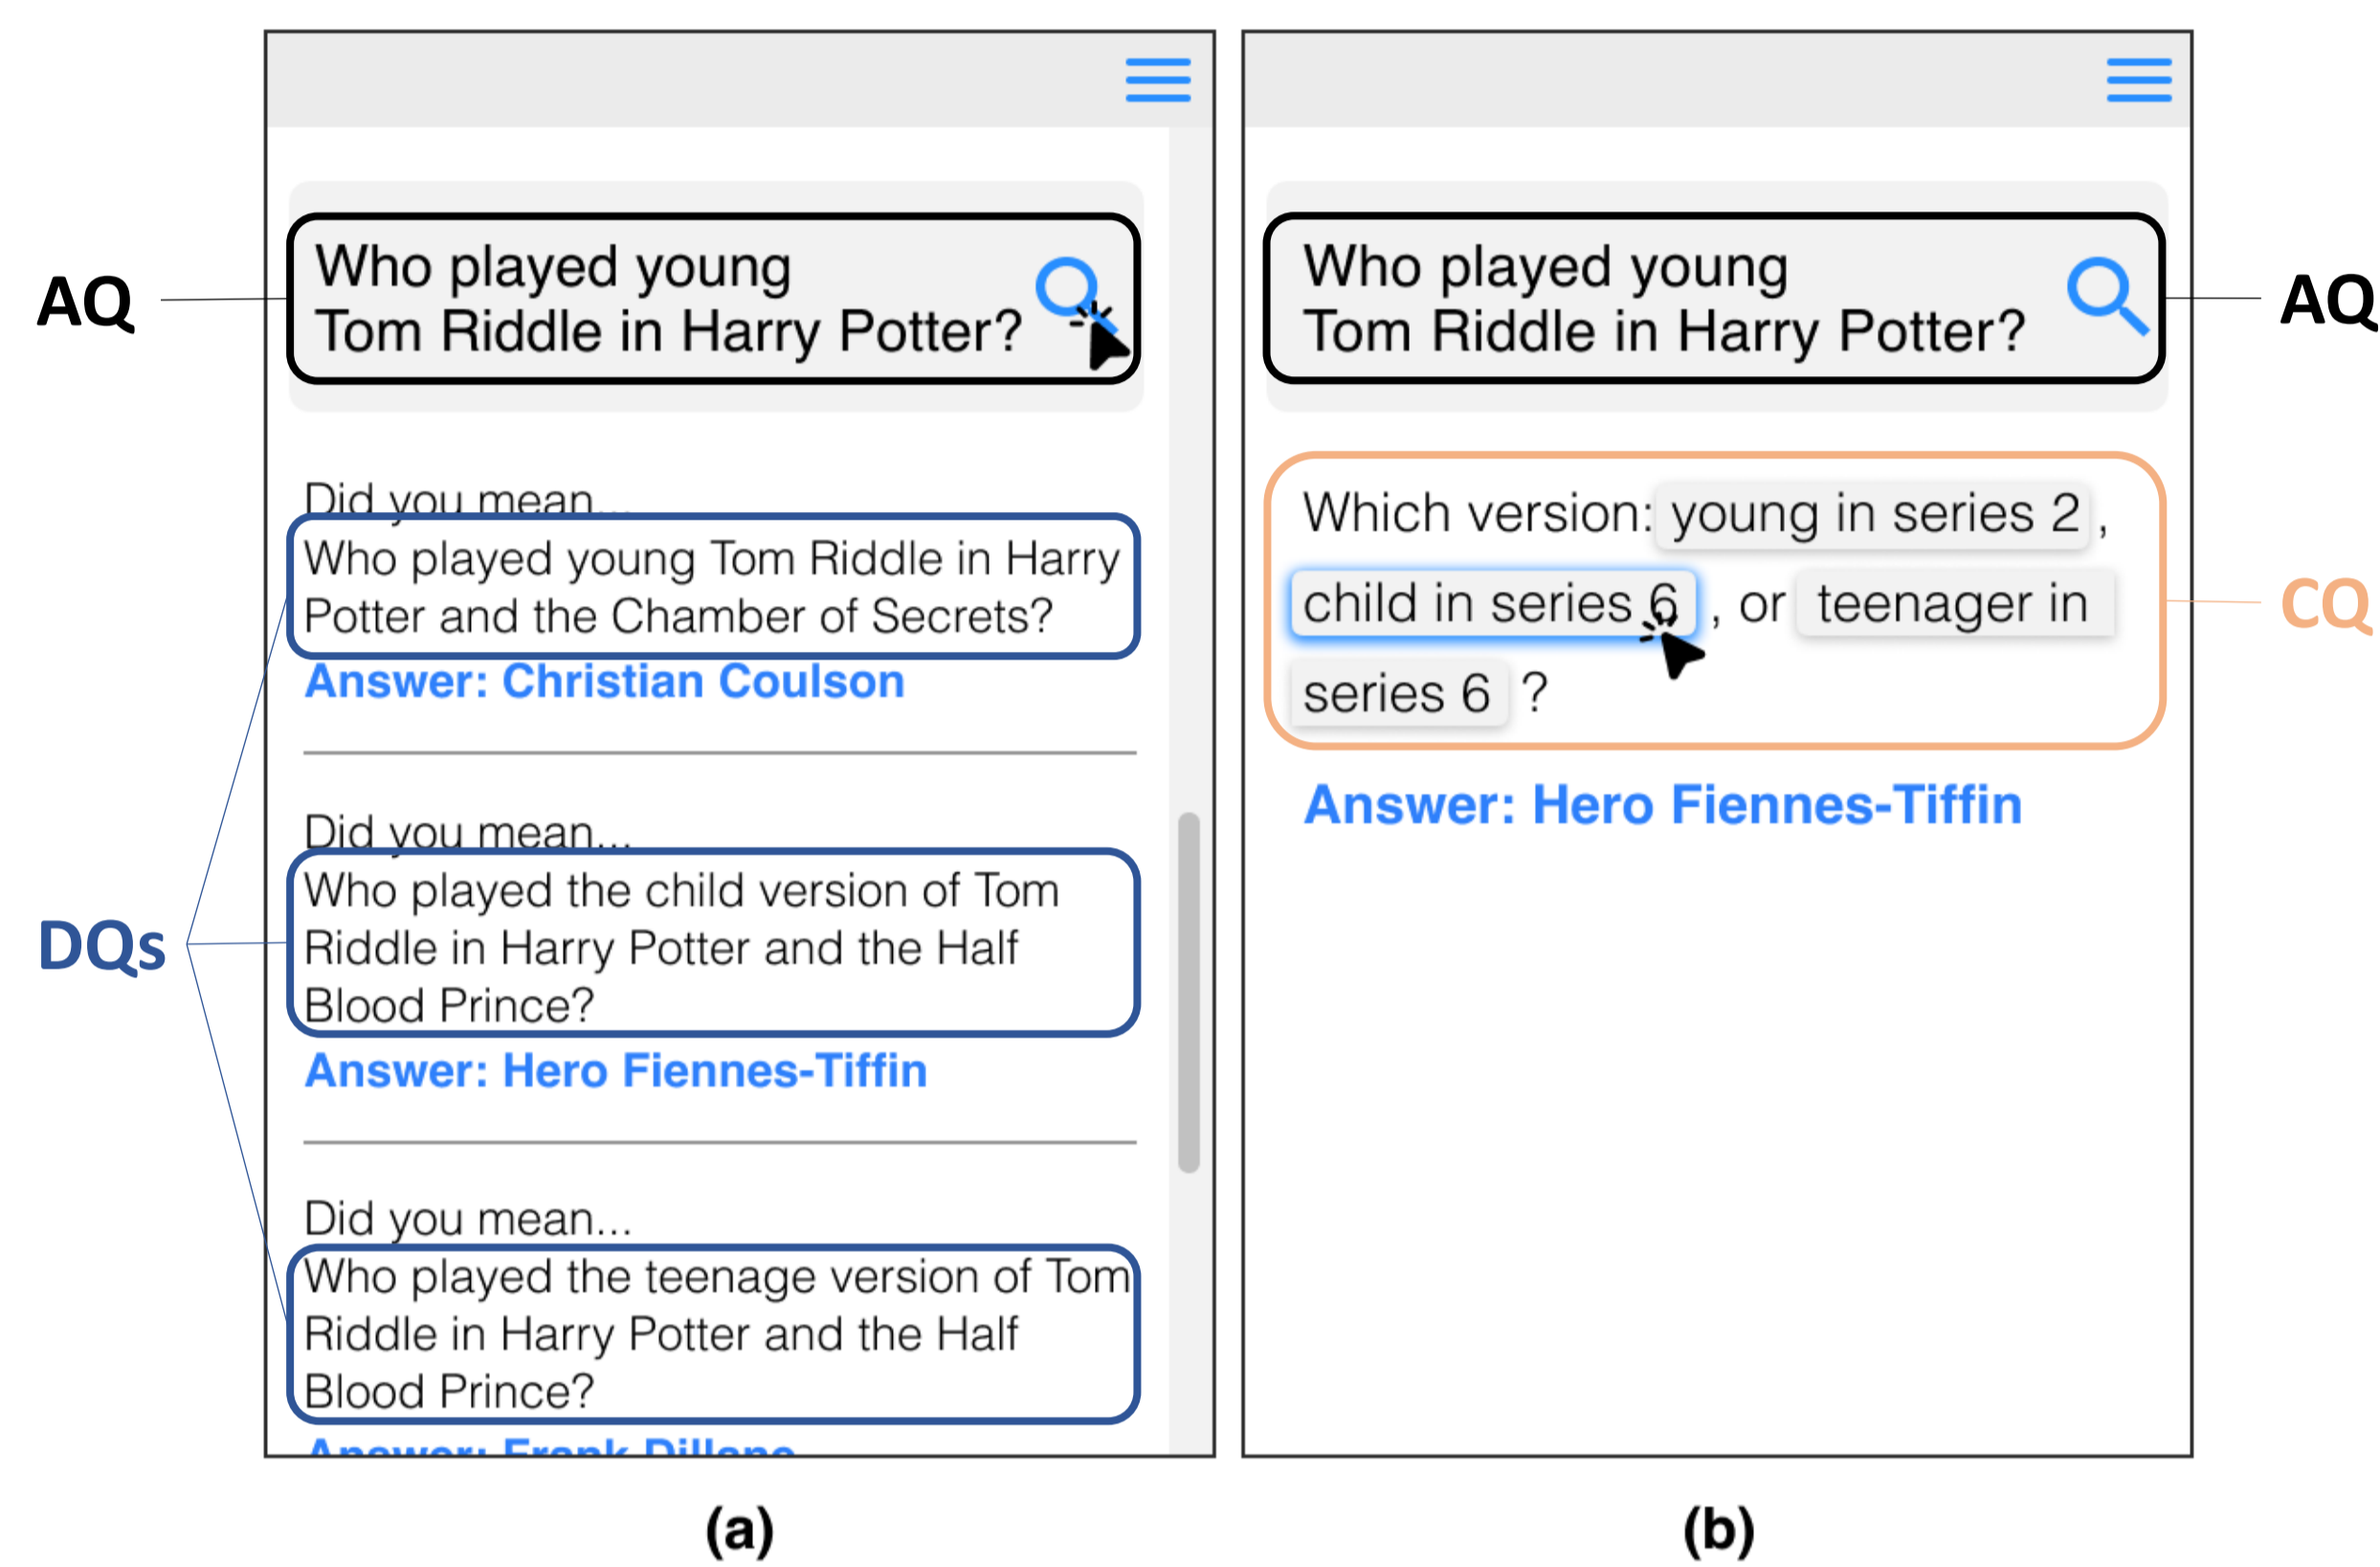 AQ
Who played young
Tom Riddle in Harry Potter?
Did you mean...
Who played young Tom Riddle in Harry
Potter and the Chamber of Secrets?
Answer: Christian Coulson
Did you mean...
DQs
Who played the child version of Tom
Riddle in Harry Potter and the Half
Blood Prince?
Answer: Hero Fiennes-Tiffin
Did you mean...
Who played the teenage version of Tom
Riddle in Harry Potter and the Half
Blood Prince?
Answer: Frank Dillane
(a)
Who played young
Tom Riddle in Harry Potter?
AQ
Which version: young in series 2 ,
child in series 6 , or teenager in
series 6 ?
CQ
Answer: Hero Fiennes-Tiffin
(b)